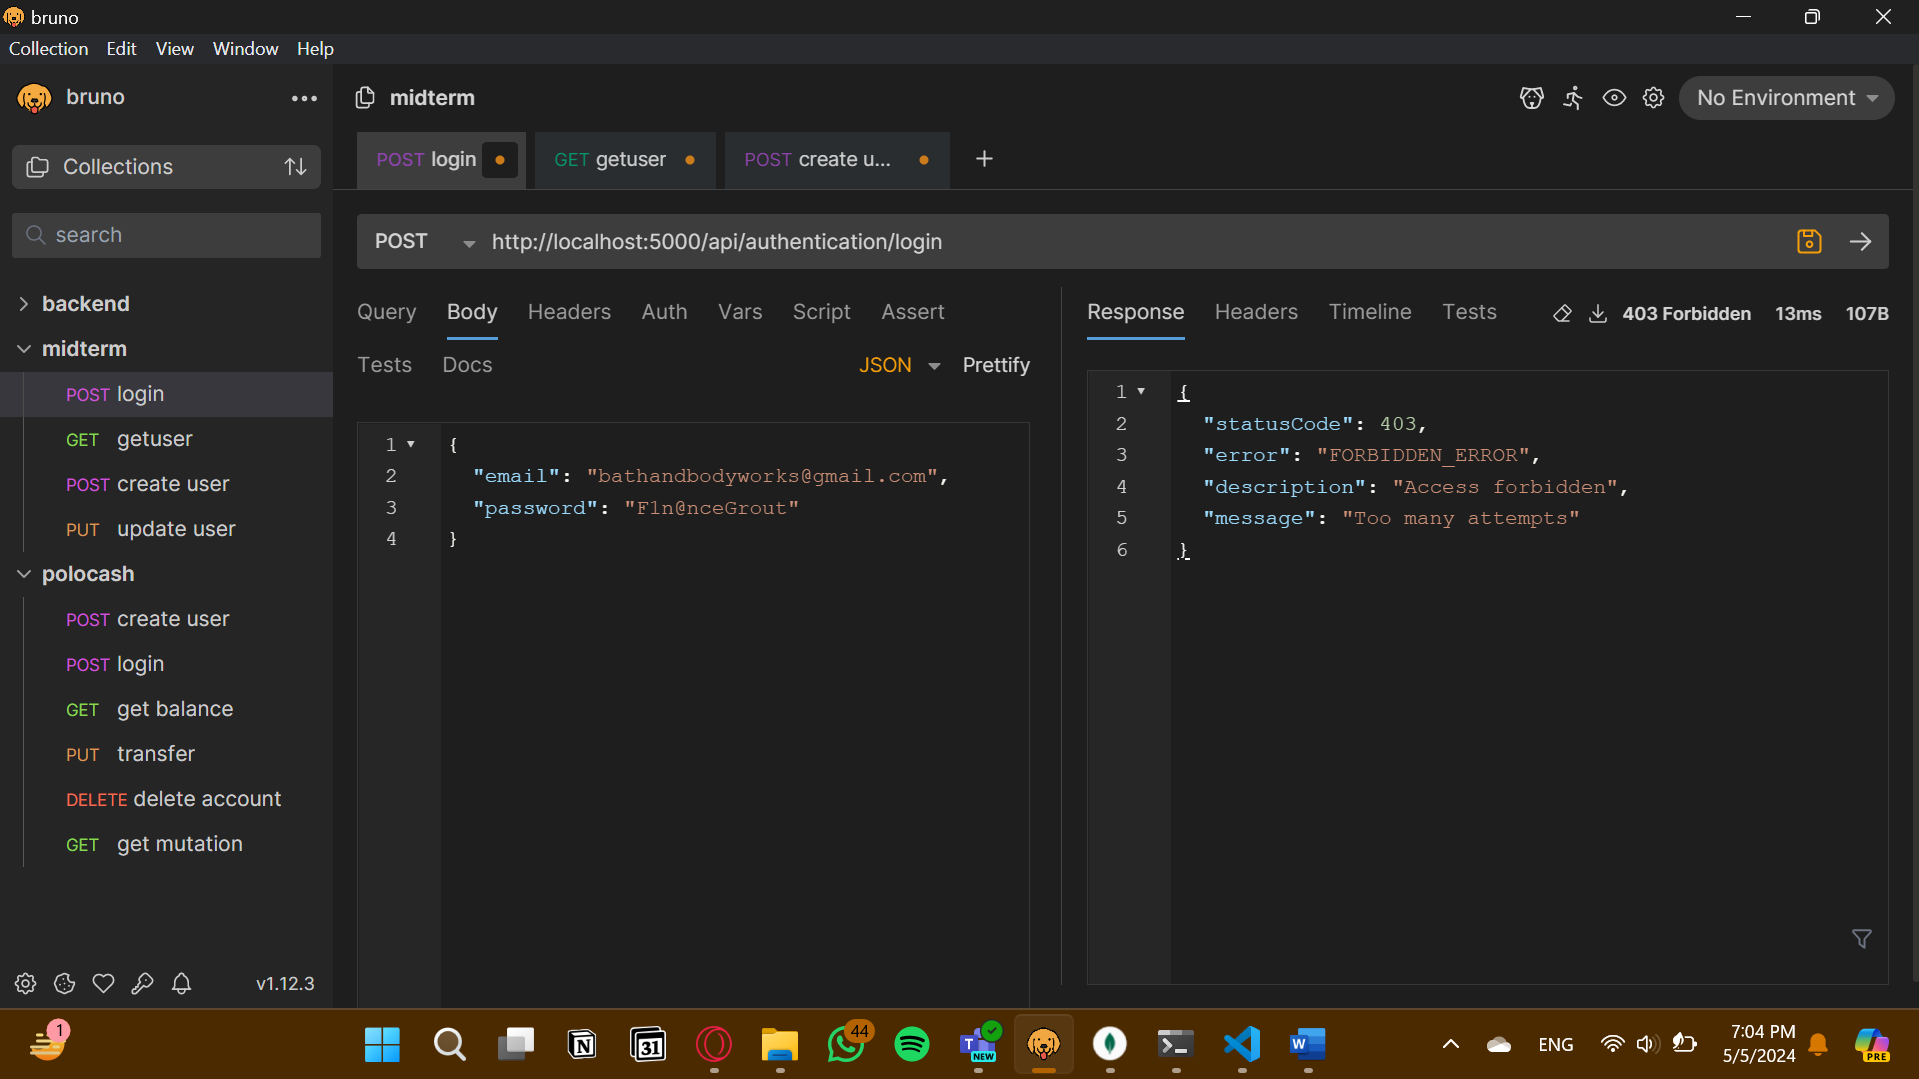 bruno
Collection Edit View Window Help
bruno
midterm
No Environment
Collections
POST login
GET getuser
POST create u...
search
POST http://localhost:5000/api/authentication/login
backend
midterm
POST login
GET getuser
POST create user
PUT update user
polocash
POST create user
POST login
GET get balance
PUT transfer
DELETE delete account
GET get mutation
v1.12.3
Query Body Headers Auth Vars Script Assert
Tests Docs
JSON Prettify
1 {
2 "email": "bathandbodyworks@gmail.com",
3 "password": "F1n@nceGrout"
4 }
Response Headers Timeline Tests 403 Forbidden 13ms 107B
1 {
2 "statusCode": 403,
3 "error": "FORBIDDEN_ERROR",
4 "description": "Access forbidden",
5 "message": "Too many attempts"
6 }
1
N
31
44
T
NEW
W
ENG
7:04 PM
5/5/2024
PRE